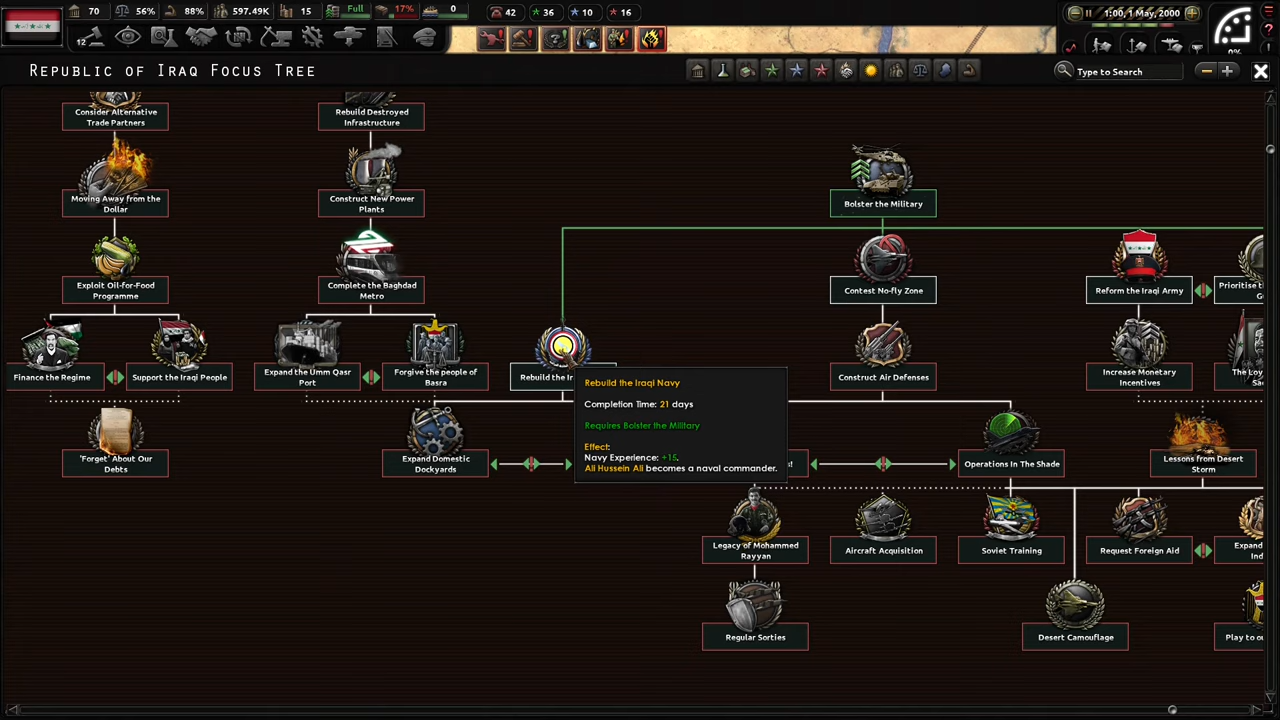 70
56%
88%
597.49K
15
Full
17%
0
42
36
10
16
1:00, 1 May, 2000
12
0%
Republic of Iraq Focus Tree
Type to Search
Consider Alternative
Trade Partners
Rebuild Destroyed
Infrastructure
Moving Away from the
Dollar
Construct New Power
Plants
Bolster the Military
Exploit Oil-for-Food
Programme
Complete the Baghdad
Metro
Contest No-fly Zone
Reform the Iraqi Army
Prioritise
Finance the Regime
Support the Iraqi People
Expand the Umm Qasr
Port
Forgive the people of
Basra
Rebuild the Ir
Construct Air Defenses
Increase Monetary
Incentives
The Loy
Rebuild the Iraqi Navy
Completion Time: 21 days
Requires Bolster the Military
Effect:
Navy Experience: +15.
Ali Hussein Ali becomes a naval commander.
'Forget' About Our
Debts
Expand Domestic
Dockyards
s!
Operations In The Shade
Lessons from Desert
Storm
Legacy of Mohammed
Rayyan
Aircraft Acquisition
Soviet Training
Request Foreign Aid
Expand
Ind
Regular Sorties
Desert Camouflage
Play to ou